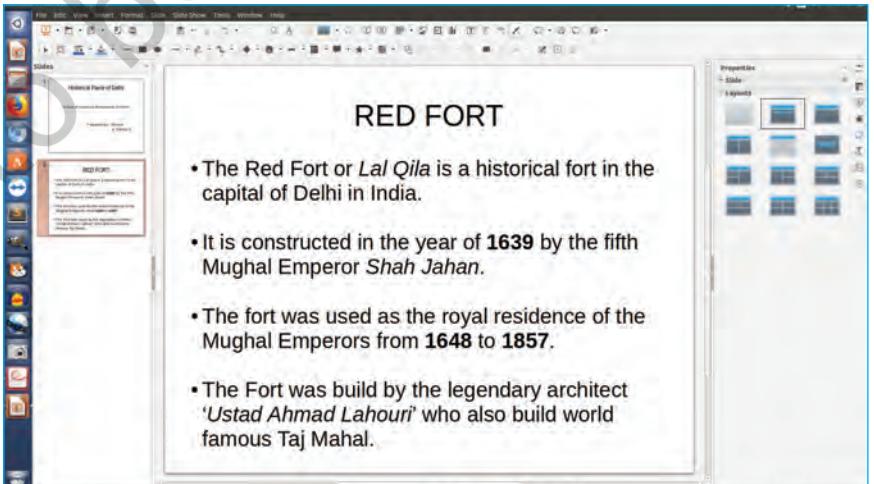 File Edit View Insert Format Slide Slide Show Tools Window Help
Slides
Properties
Slide
Layouts
Historical Places of Delhi
RED FORT
RED FORT
• The Red Fort or Lal Qila is a historical fort in the
capital of Delhi in India.
• It is constructed in the year of 1639 by the fifth
Mughal Emperor Shah Jahan.
• The fort was used as the royal residence of the
Mughal Emperors from 1648 to 1857.
• The Fort was build by the legendary architect
‘Ustad Ahmad Lahouri’ who also build world
famous Taj Mahal.